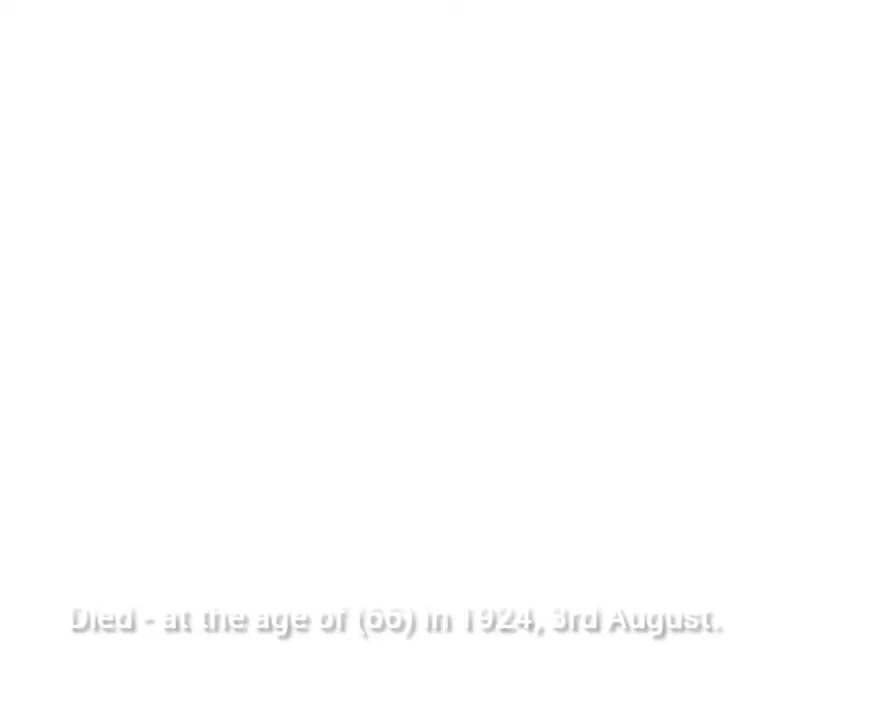 Died - at the age of (66) in 1924, 3rd August.